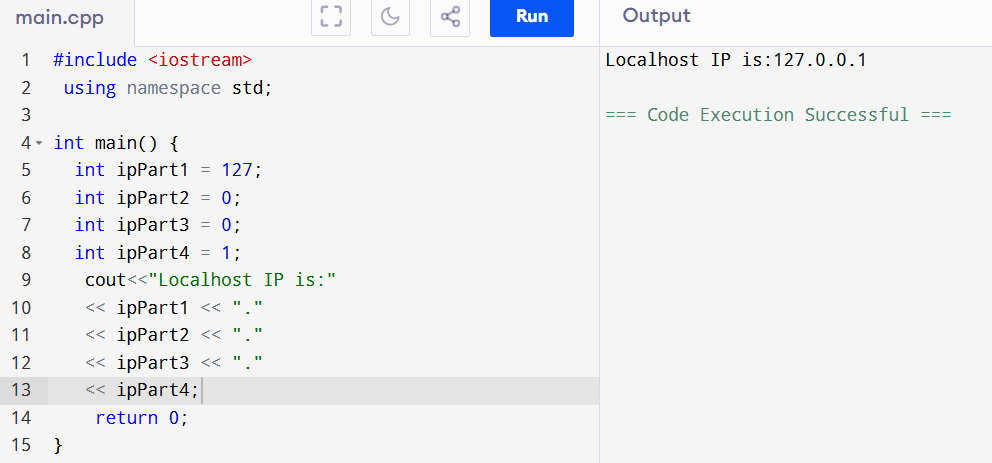 main.cpp
Run
Output
1 #include <iostream>
2 using namespace std;
3
4 int main() {
5 int ipPart1 = 127;
6 int ipPart2 = 0;
7 int ipPart3 = 0;
8 int ipPart4 = 1;
9 cout<<"Localhost IP is:"
10 << ipPart1 << "."
11 << ipPart2 << "."
12 << ipPart3 << "."
13 << ipPart4;
14 return 0;
15 }
Localhost IP is:127.0.0.1
=== Code Execution Successful ===